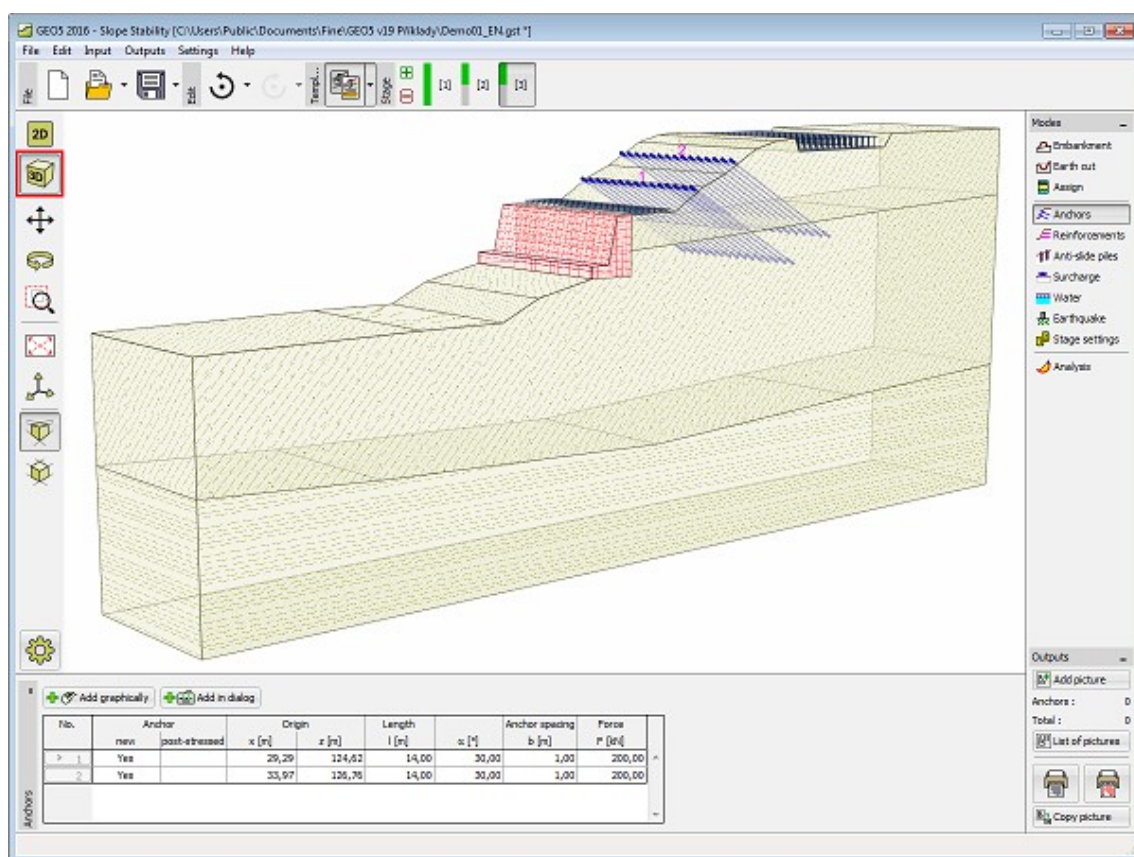 GEO5 2016 - Slope Stability [C:\Users\Public\Documents\Fine\GEO5 v19 Příklady\Demo01_EN.gst *]
File Edit Input Outputs Settings Help
File
Edit
Templ...
Stage
[1] [2] [3]
2D
3D
2
1
Modes
Embankment
Earth cut
Assign
Anchors
Reinforcements
Anti-slide piles
Surcharge
Water
Earthquake
Stage settings
Analysis
Outputs
Add picture
Anchors : 0
Total : 0
List of pictures
Copy picture
Anchors
Add graphically Add in dialog
No. Anchor Origin Length Anchor spacing Force
new post-stressed x [m] z [m] l [m] α [°] b [m] F [kN]
> 1 Yes 29,29 124,62 14,00 30,00 1,00 200,00
2 Yes 33,97 126,76 14,00 30,00 1,00 200,00